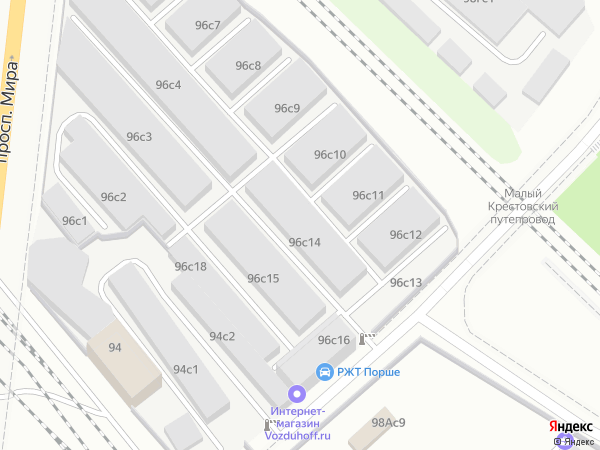 96с7
96с8
96с4
96с9
просп. Мира
96с3
96с10
96с2
96с11
Малый
Крестовский
путепровод
96с1
96с12
96с14
96с18
96с15
96с13
94с2
96с16
94
94с1
РЖТ Порше
Интернет-
магазин
Vozduhoff.ru
98Ас9
Яндекс
© Яндекс